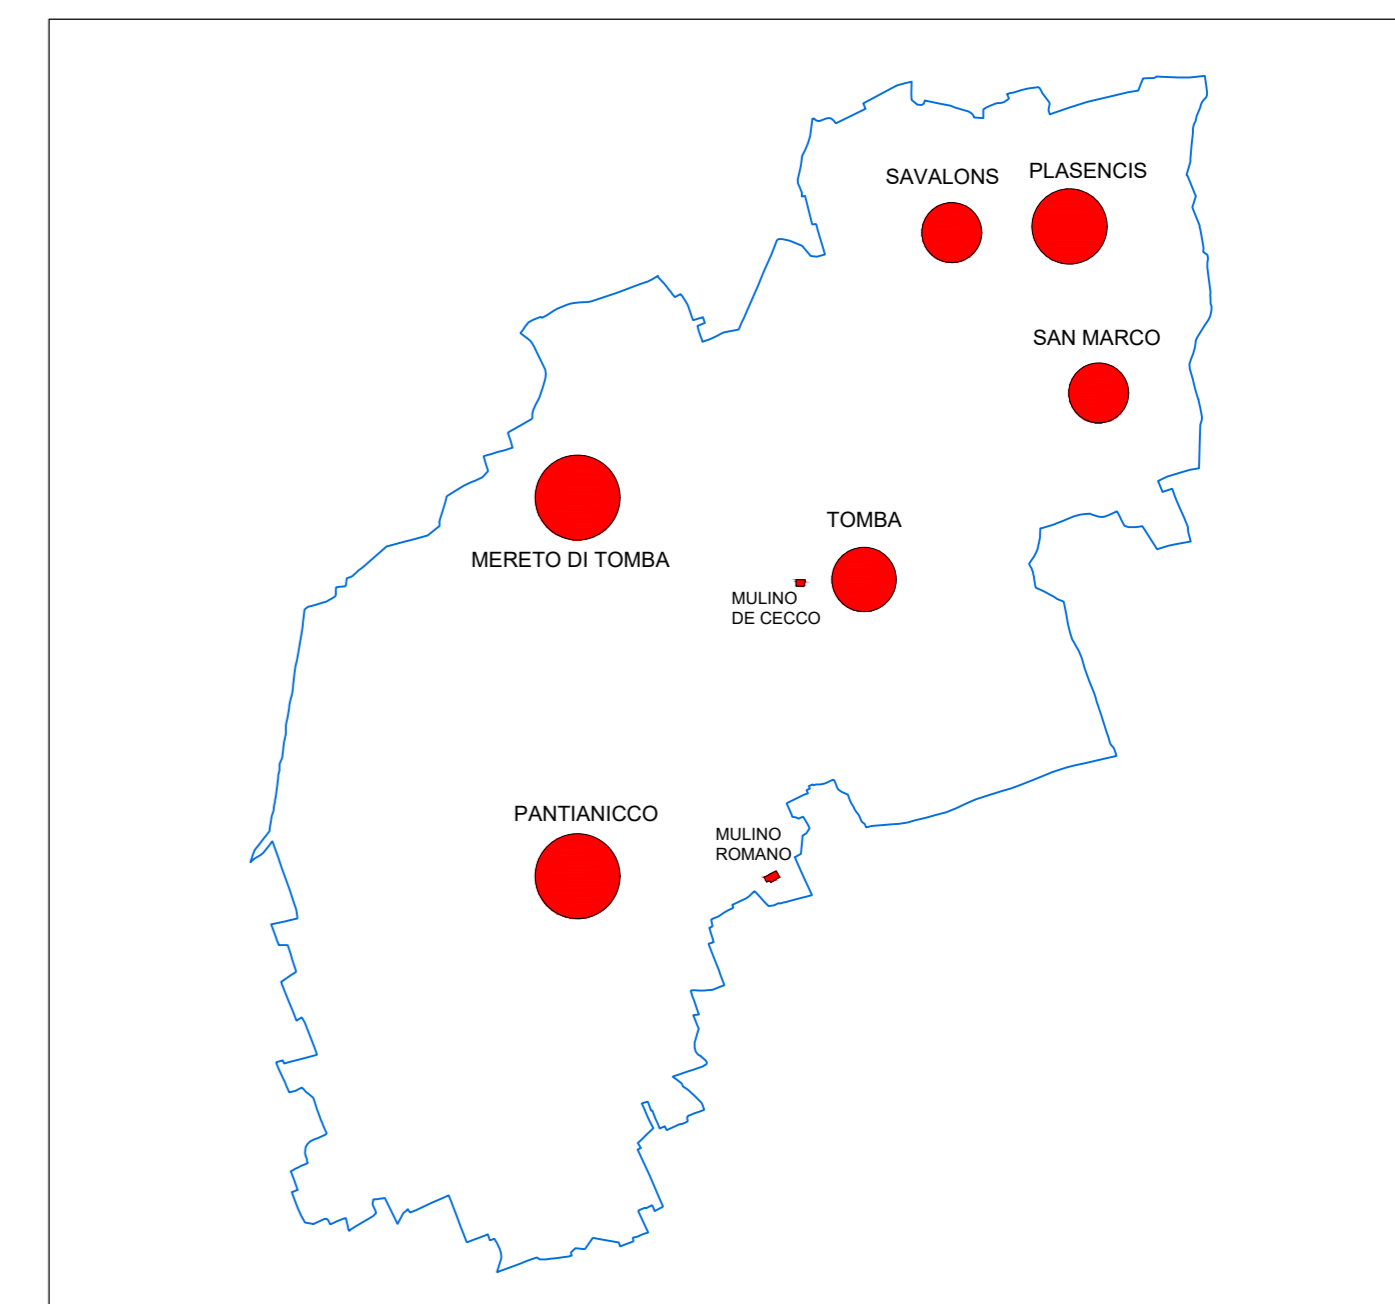 SAVALONS
PLASENCIS
SAN MARCO
MERETO DI TOMBA
TOMBA
MULINO
DE CECCO
PANTIANICCO
MULINO
ROMANO